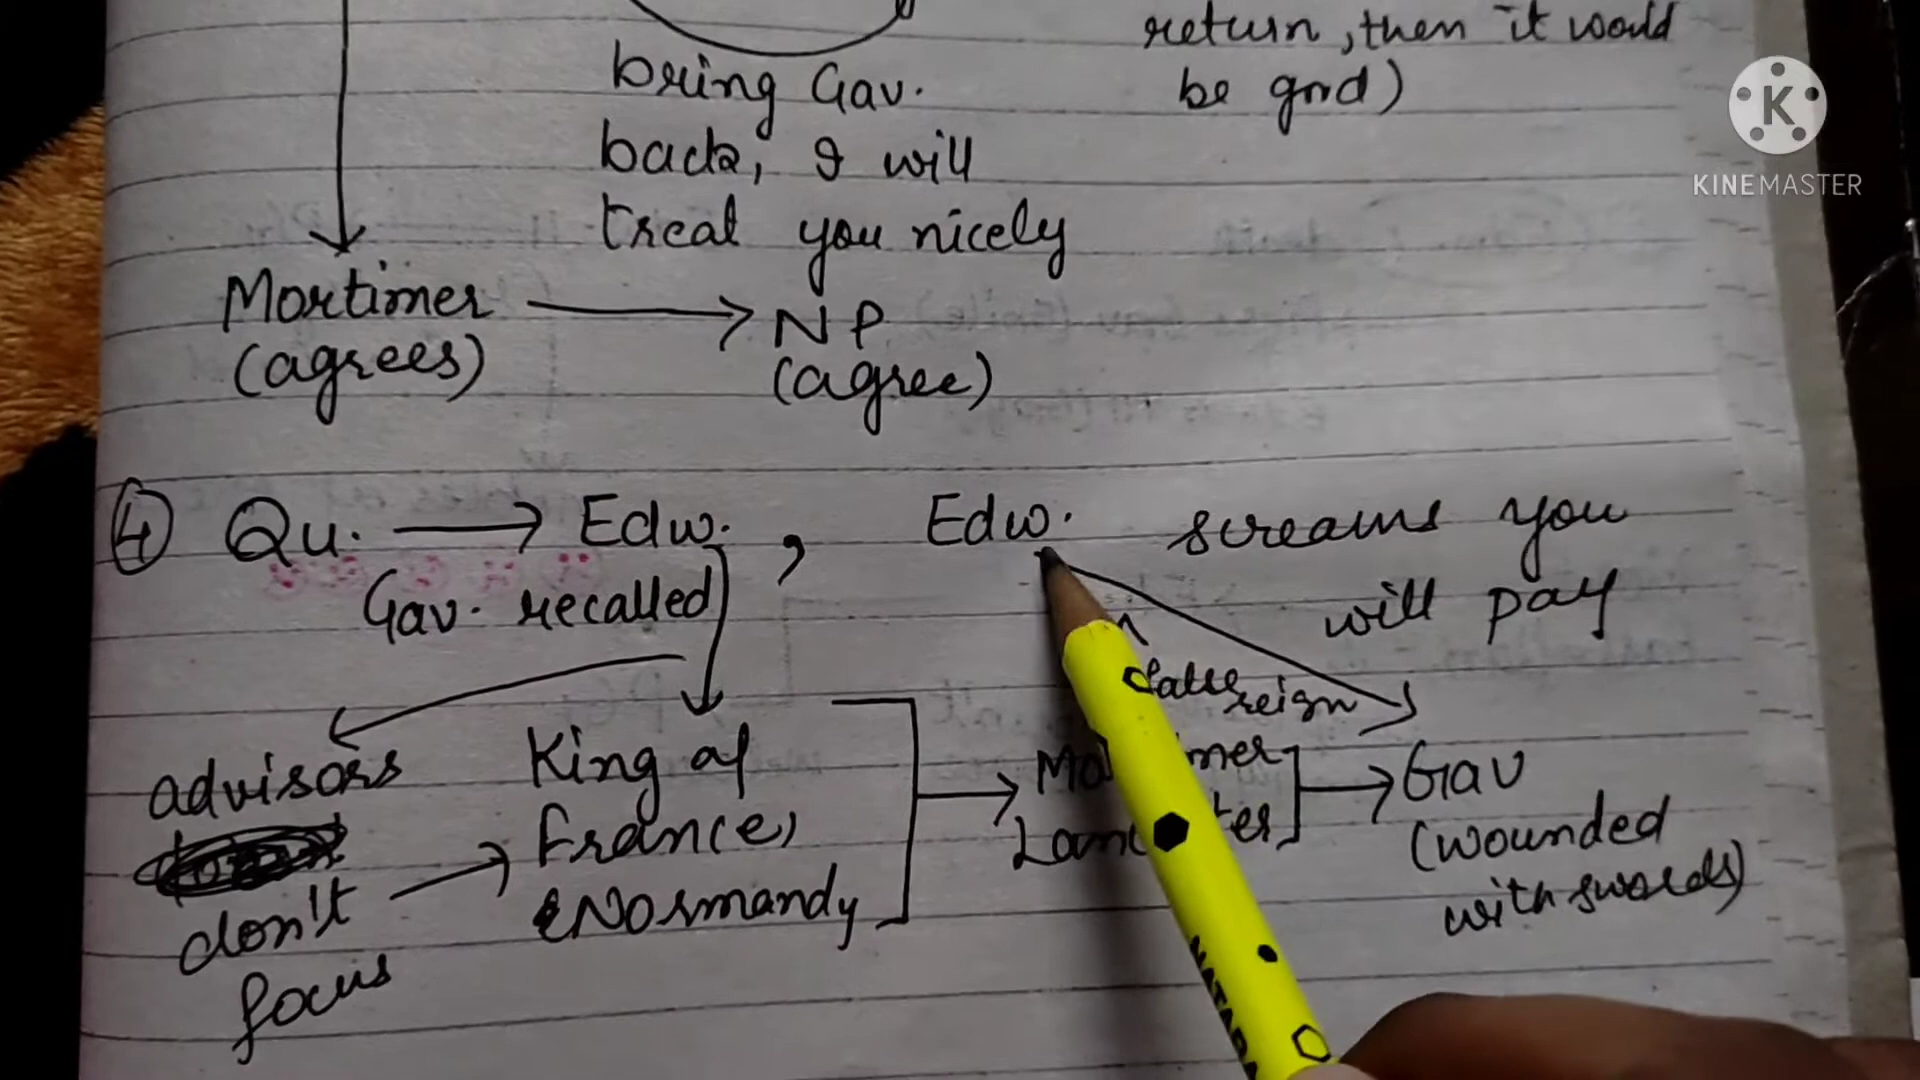 return, then it would
be good)
bring Gav.
back, I will
treat you nicely
Mortimer
(agrees)
NP
(agree)
4 Qu. Edw. , Edw. screams you
will pay
Gav. recalled
reign
advisors
don't
focus
King of
France,
& Normandy
Gav
(wounded
with swords)
KINEMASTER
K